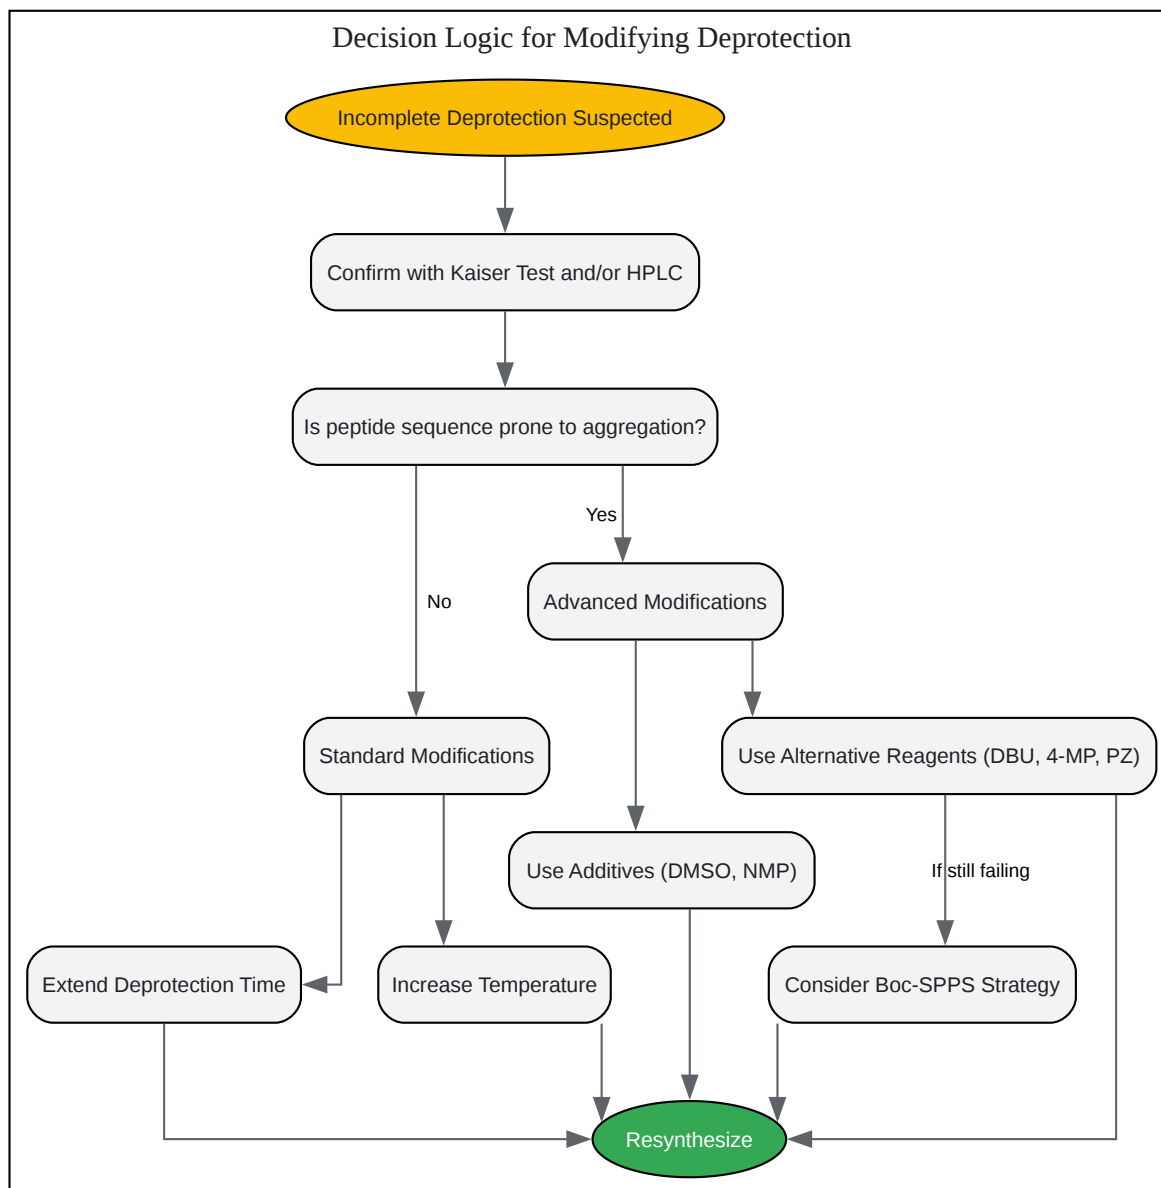 Decision Logic for Modifying Deprotection
Incomplete Deprotection Suspected
Confirm with Kaiser Test and/or HPLC
Is peptide sequence prone to aggregation?
Yes
No
Advanced Modifications
Standard Modifications
Use Alternative Reagents (DBU, 4-MP, PZ)
Use Additives (DMSO, NMP)
If still failing
Extend Deprotection Time
Increase Temperature
Consider Boc-SPPS Strategy
Resynthesize